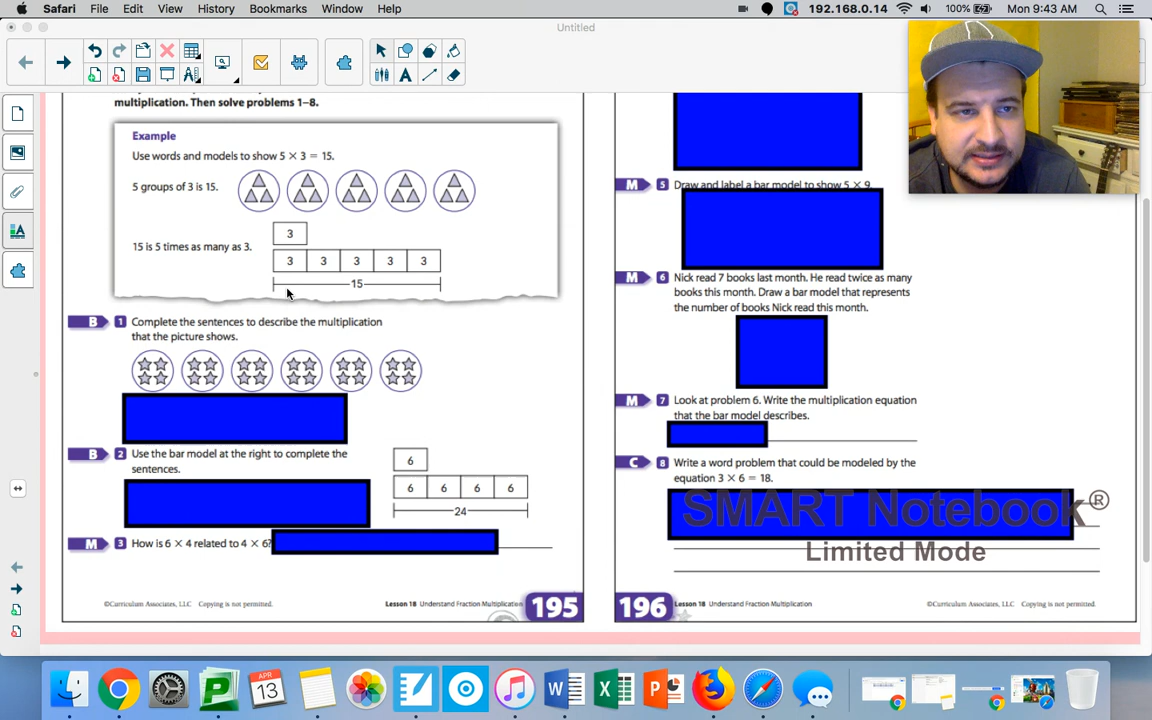 Safari File Edit View History Bookmarks Window Help 192.168.0.14 100% Mon 9:43 AM
Untitled
multiplication. Then solve problems 1–8.
Example
Use words and models to show 5 × 3 = 15.
5 groups of 3 is 15.
3
15 is 5 times as many as 3.
3 3 3 3 3
15
B 1 Complete the sentences to describe the multiplication
that the picture shows.
B 2 Use the bar model at the right to complete the
sentences.
6
6 6 6 6
24
M 3 How is 6 × 4 related to 4 × 6?
©Curriculum Associates, LLC Copying is not permitted. Lesson 18 Understand Fraction Multiplication 195
M 5 Draw and label a bar model to show 5 × 9.
M 6 Nick read 7 books last month. He read twice as many
books this month. Draw a bar model that represents
the number of books Nick read this month.
M 7 Look at problem 6. Write the multiplication equation
that the bar model describes.
C 8 Write a word problem that could be modeled by the
equation 3 × 6 = 18.
SMART Notebook®
Limited Mode
196 Lesson 18 Understand Fraction Multiplication ©Curriculum Associates, LLC Copying is not permitted.
APR
13